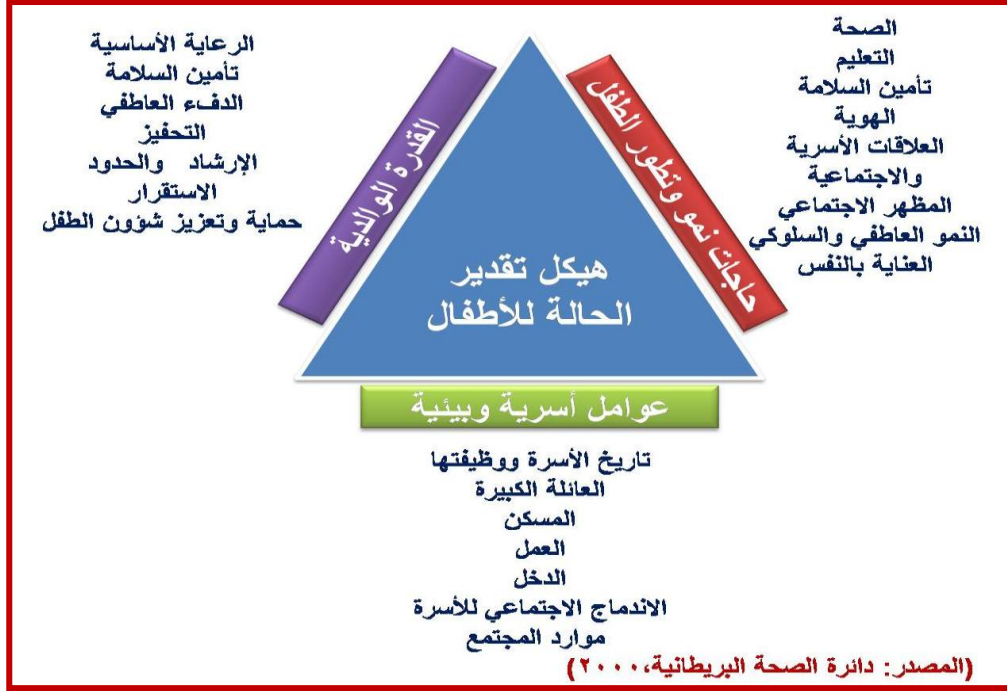 الصحة
التعليم
تأمين السلامة
الهوية
العلاقات الأسرية
والاجتماعية
المظهر الاجتماعي
النمو العاطفي والسلوكي
العناية بالنفس
حاجات نمو وتطور الطفل
الرعاية الأساسية
تأمين السلامة
الدفء العاطفي
التحفيز
الإرشاد والحدود
الاستقرار
حماية وتعزيز شؤون الطفل
القدرة الوالدية
هيكل تقدير
الحالة للأطفال
عوامل أسرية وبيئية
تاريخ الأسرة ووظيفتها
العائلة الكبيرة
المسكن
العمل
الدخل
الاندماج الاجتماعي للأسرة
موارد المجتمع
(المصدر: دائرة الصحة البريطانية،٢٠٠٠)